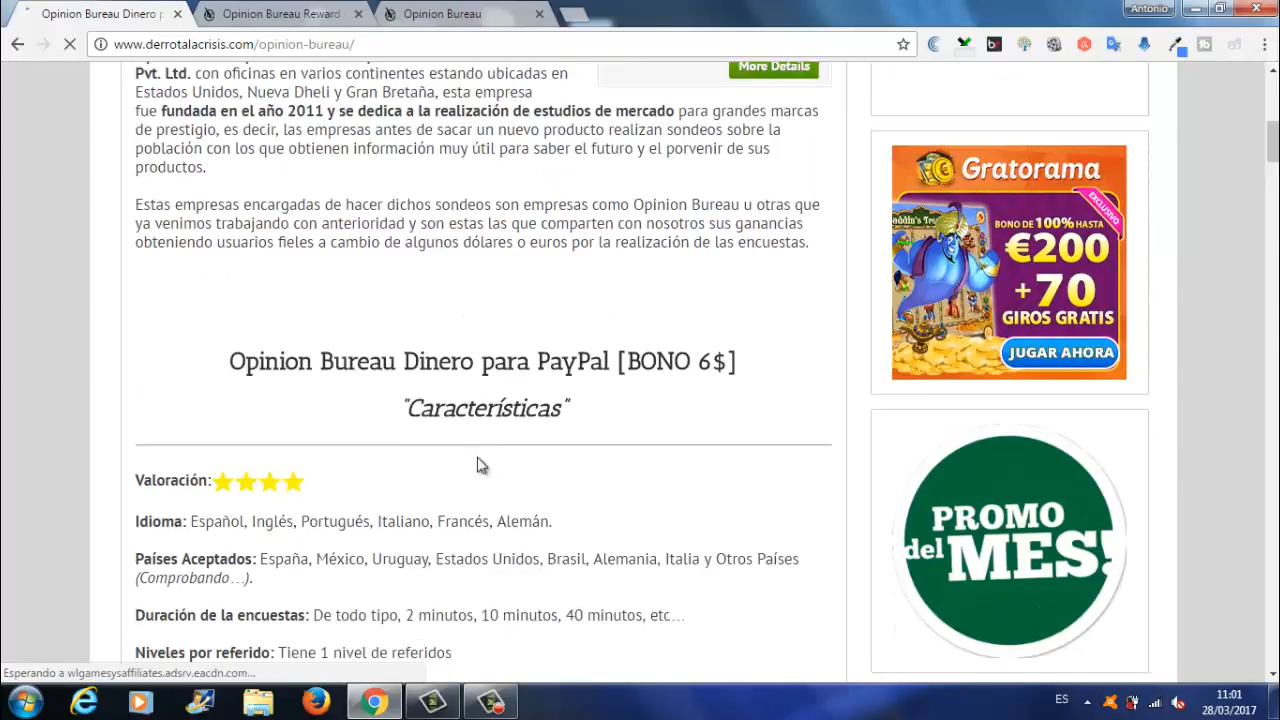 Opinion Bureau Dinero p
Opinion Bureau Reward
Opinion Bureau
Antonio
www.derrotalacrisis.com/opinion-bureau/
Pvt. Ltd. con oficinas en varios continentes estando ubicadas en
Estados Unidos, Nueva Dheli y Gran Bretaña, esta empresa
fue fundada en el año 2011 y se dedica a la realización de estudios de mercado para grandes marcas
de prestigio, es decir, las empresas antes de sacar un nuevo producto realizan sondeos sobre la
población con los que obtienen información muy útil para saber el futuro y el porvenir de sus
productos.
Estas empresas encargadas de hacer dichos sondeos son empresas como Opinion Bureau u otras que
ya venimos trabajando con anterioridad y son estas las que comparten con nosotros sus ganancias
obteniendo usuarios fieles a cambio de algunos dólares o euros por la realización de las encuestas.
More Details
Opinion Bureau Dinero para PayPal [BONO 6$]
"Características"
Valoración:
Idioma: Español, Inglés, Portugués, Italiano, Francés, Alemán.
Países Aceptados: España, México, Uruguay, Estados Unidos, Brasil, Alemania, Italia y Otros Países
(Comprobando…).
Duración de la encuestas: De todo tipo, 2 minutos, 10 minutos, 40 minutos, etc…
Niveles por referido: Tiene 1 nivel de referidos
Gratorama
EXCLUSIVO
BONO DE 100% HASTA
€200
+70
GIROS GRATIS
JUGAR AHORA
PROMO
del MES!
Esperando a wlgamesysaffiliates.adsrv.eacdn.com...
ES
11:01
28/03/2017